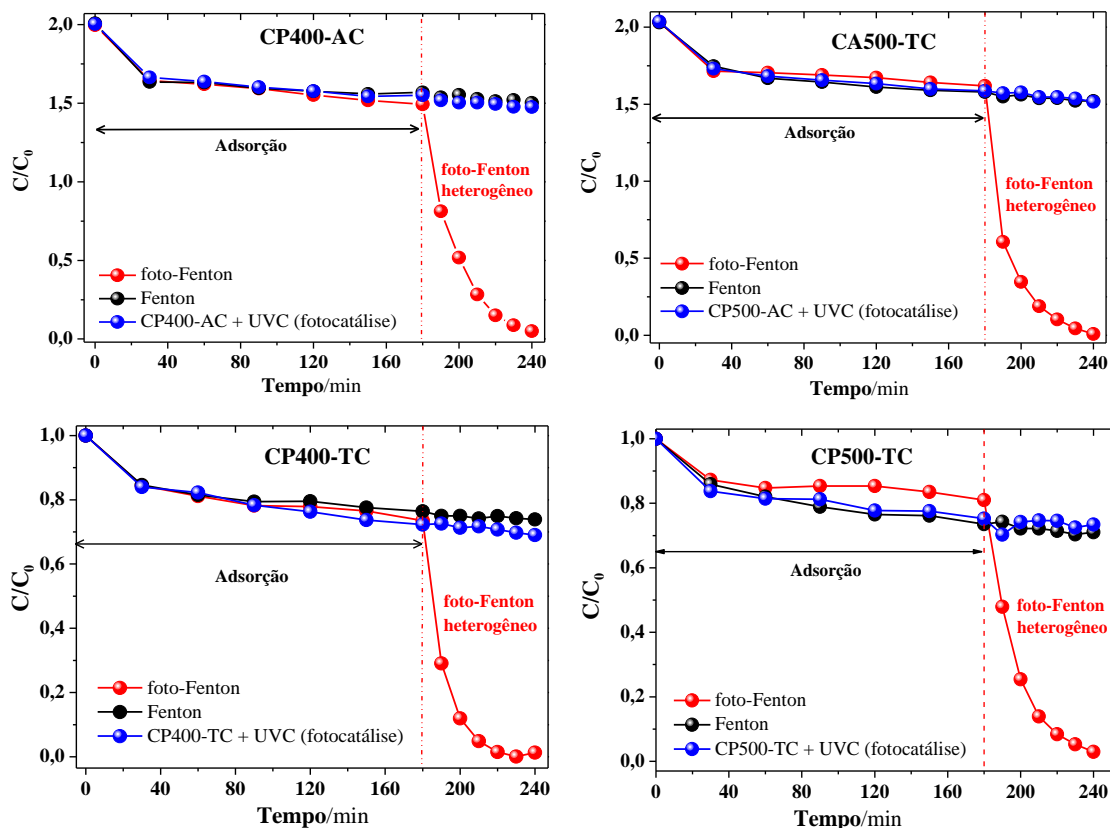 CP400-AC
2,0
1,5
1,0
1,5
0,0
C/C0
Adsorção
foto-Fenton
heterogêneo
foto-Fenton
Fenton
CP400-AC + UVC (fotocatálise)
0 40 80 120 160 200 240
Tempo/min
CA500-TC
2,0
1,5
1,0
1,5
0,0
C/C0
Adsorção
foto-Fenton
heterogêneo
foto-Fenton
Fenton
CP500-AC + UVC (fotocatálise)
0 40 80 120 160 200 240
Tempo/min
CP400-TC
1,0
0,8
0,6
0,4
0,2
0,0
C/C0
Adsorção
foto-Fenton
heterogêneo
foto-Fenton
Fenton
CP400-TC + UVC (fotocatálise)
0 40 80 120 160 200 240
Tempo/min
CP500-TC
1,0
0,8
0,6
0,4
0,2
0,0
C/C0
Adsorção
foto-Fenton
heterogêneo
foto-Fenton
Fenton
CP500-TC + UVC (fotocatálise)
0 40 80 120 160 200 240
Tempo/min